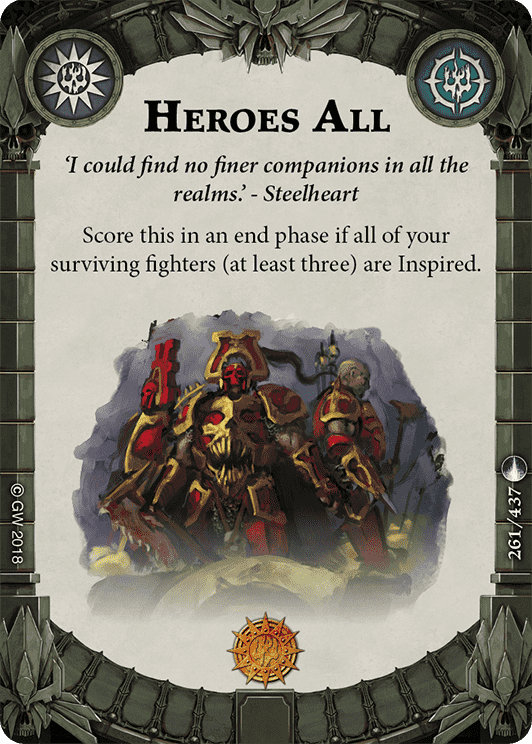 HEROES ALL
‘I could find no finer companions in all the
realms.’ - Steelheart
Score this in an end phase if all of your
surviving fighters (at least three) are Inspired.
© GW 2018
261/437